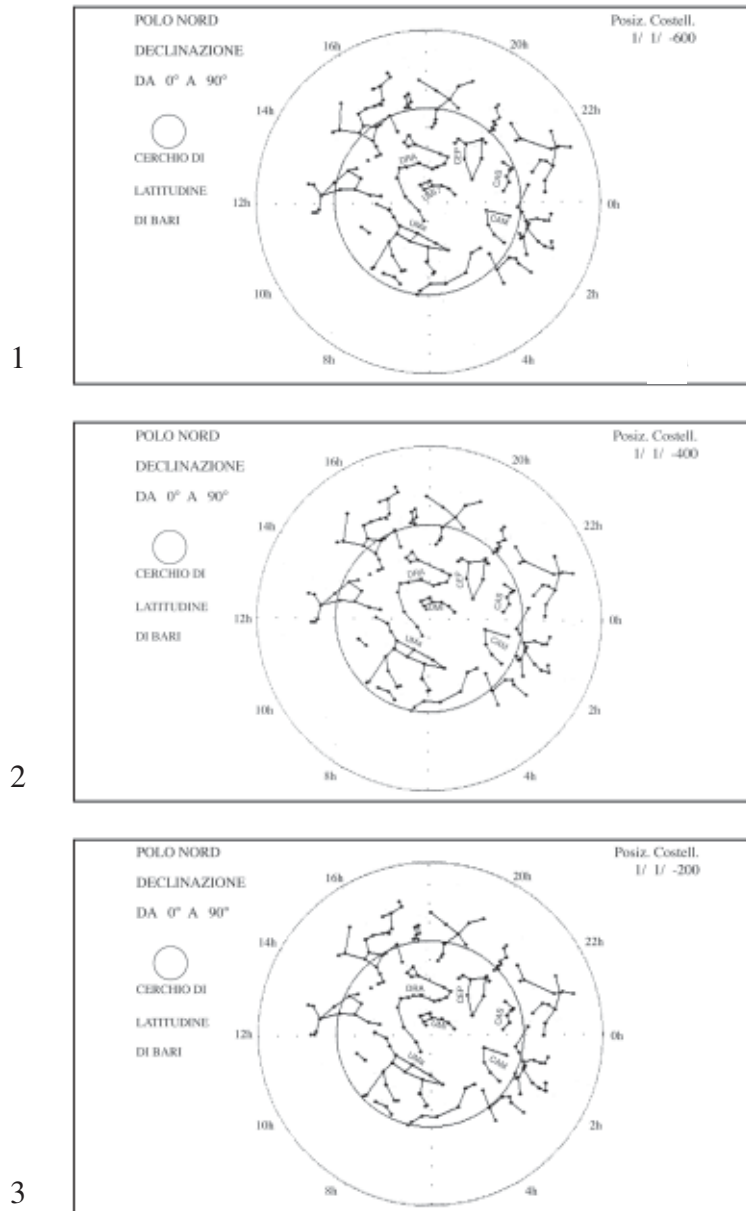 POLO NORD
DECLINAZIONE
DA 0° A 90°
CERCHIO DI
LATITUDINE
DI BARI
Posiz. Costell.
1/ 1/ -600
16h
20h
14h
22h
12h
0h
10h
2h
8h
4h
DRA
CEP
CAS
UMI
UMA
CAM
1
POLO NORD
DECLINAZIONE
DA 0° A 90°
CERCHIO DI
LATITUDINE
DI BARI
Posiz. Costell.
1/ 1/ -400
16h
20h
14h
22h
12h
0h
10h
2h
8h
4h
DRA
CEP
CAS
UMI
UMA
CAM
2
POLO NORD
DECLINAZIONE
DA 0° A 90°
CERCHIO DI
LATITUDINE
DI BARI
Posiz. Costell.
1/ 1/ -200
16h
20h
14h
22h
12h
0h
10h
2h
8h
4h
DRA
CEP
CAS
UMI
UMA
CAM
3